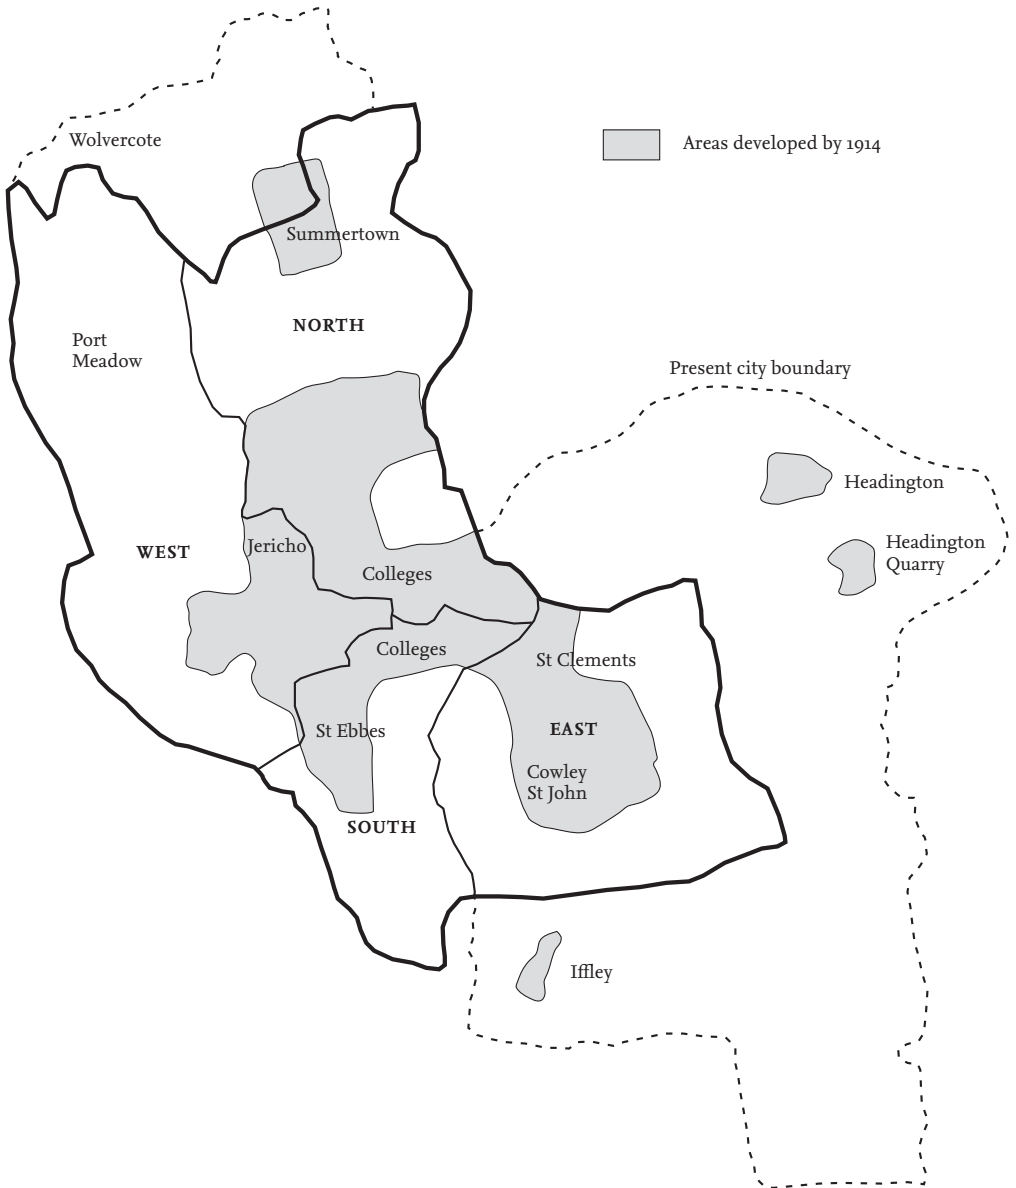 Wolvercote
Areas developed by 1914
Summertown
NORTH
Port
Meadow
Present city boundary
Headington
Headington
Quarry
WEST
Jericho
Colleges
Colleges
St Clements
St Ebbes
EAST
Cowley
St John
SOUTH
Iffley